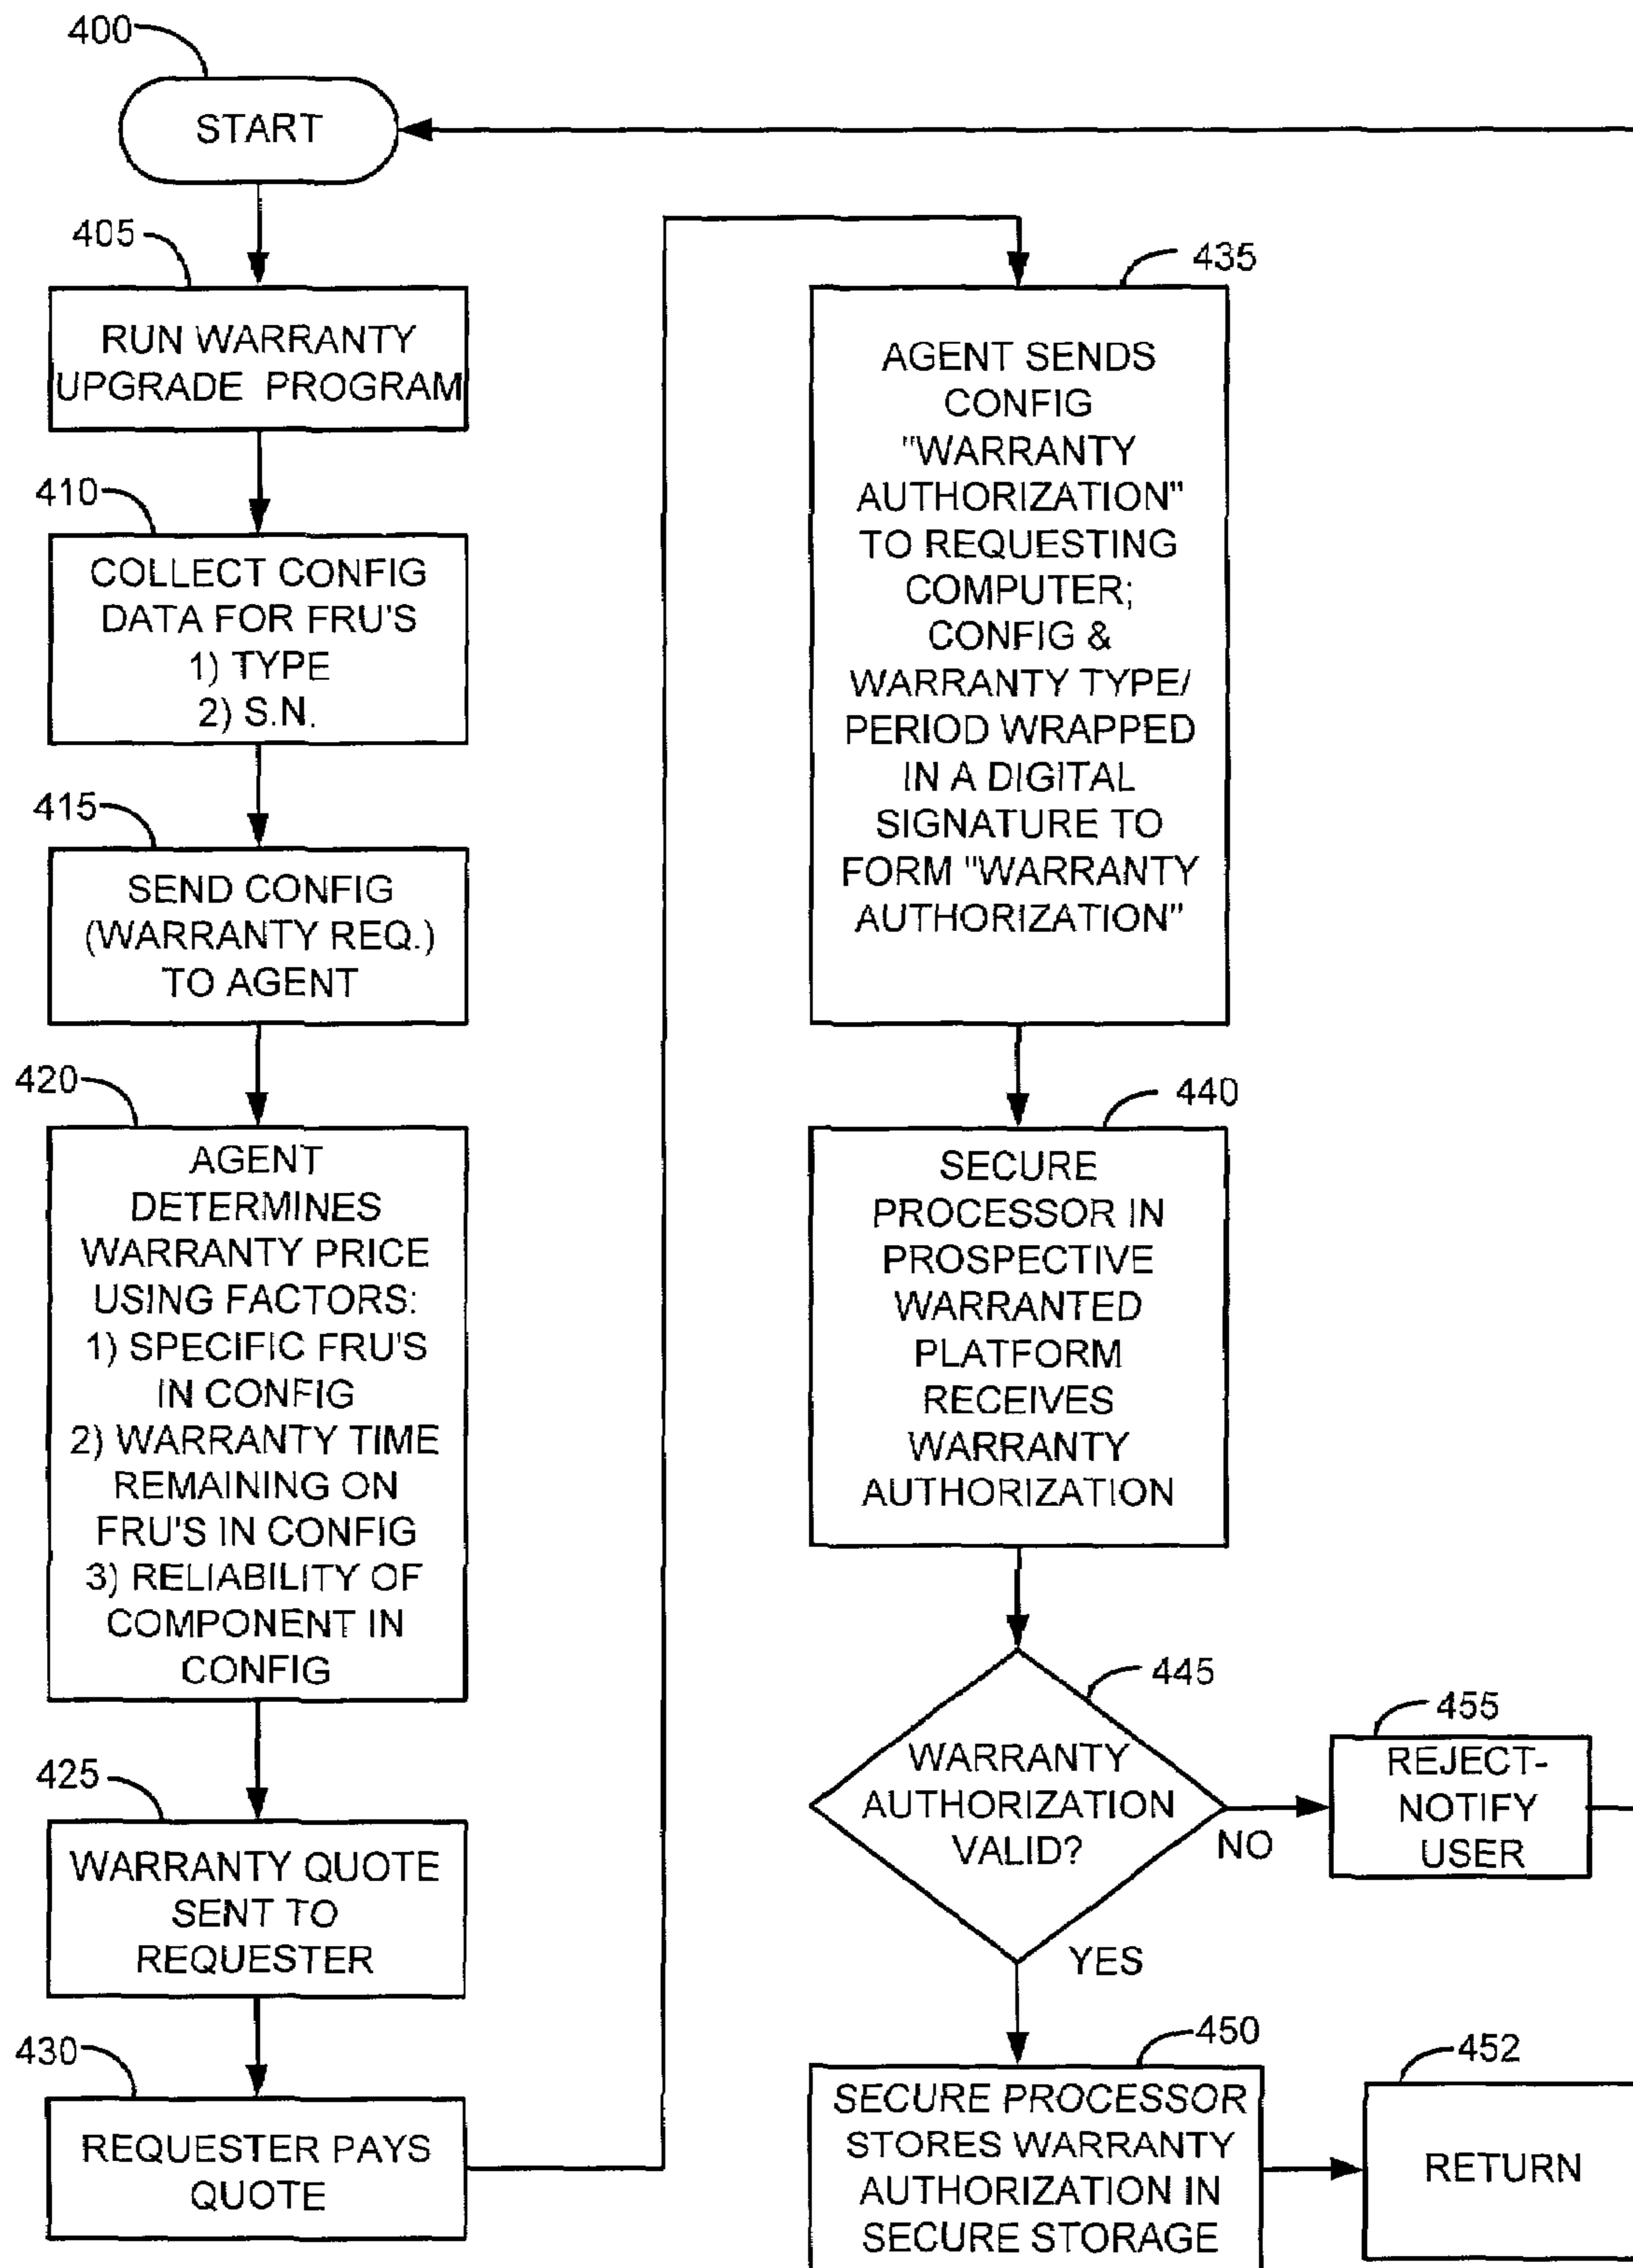 400
START
405
RUN WARRANTY
UPGRADE PROGRAM
410
COLLECT CONFIG
DATA FOR FRU'S
1) TYPE
2) S.N.
415
SEND CONFIG
(WARRANTY REQ.)
TO AGENT
420
AGENT
DETERMINES
WARRANTY PRICE
USING FACTORS:
1) SPECIFIC FRU'S
IN CONFIG
2) WARRANTY TIME
REMAINING ON
FRU'S IN CONFIG
3) RELIABILITY OF
COMPONENT IN
CONFIG
425
WARRANTY QUOTE
SENT TO
REQUESTER
430
REQUESTER PAYS
QUOTE
435
AGENT SENDS
CONFIG
"WARRANTY
AUTHORIZATION"
TO REQUESTING
COMPUTER;
CONFIG &
WARRANTY TYPE/
PERIOD WRAPPED
IN A DIGITAL
SIGNATURE TO
FORM "WARRANTY
AUTHORIZATION"
440
SECURE
PROCESSOR IN
PROSPECTIVE
WARRANTED
PLATFORM
RECEIVES
WARRANTY
AUTHORIZATION
445
WARRANTY
AUTHORIZATION
VALID?
NO
YES
455
REJECT-
NOTIFY
USER
450
SECURE PROCESSOR
STORES WARRANTY
AUTHORIZATION IN
SECURE STORAGE
452
RETURN